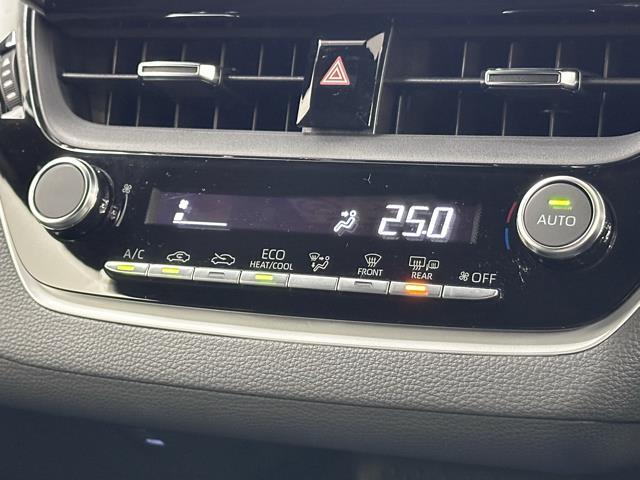 25.0
AUTO
A/C
ECO
HEAT/COOL
FRONT
REAR
OFF